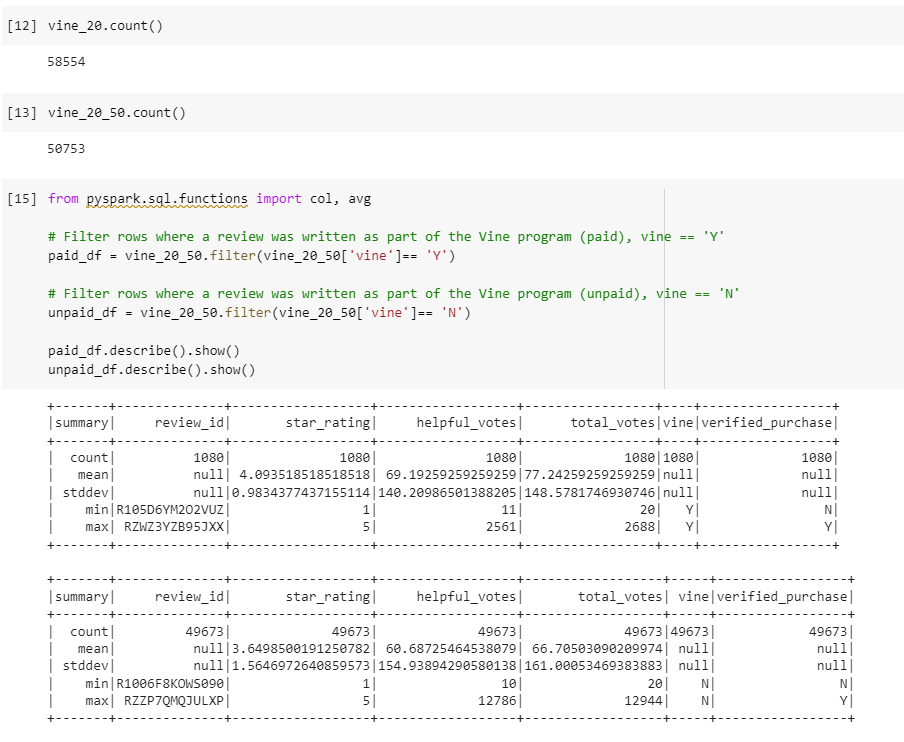 [12] vine_20.count()
58554
[13] vine_20_50.count()
50753
[15] from pyspark.sql.functions import col, avg
# Filter rows where a review was written as part of the Vine program (paid), vine == 'Y'
paid_df = vine_20_50.filter(vine_20_50['vine']== 'Y')
# Filter rows where a review was written as part of the Vine program (unpaid), vine == 'N'
unpaid_df = vine_20_50.filter(vine_20_50['vine']== 'N')
paid_df.describe().show()
unpaid_df.describe().show()
+-------+--------------+------------------+------------------+-----------------+----+-----------------+
|summary|     review_id|       star_rating|     helpful_votes|      total_votes|vine|verified_purchase|
+-------+--------------+------------------+------------------+-----------------+----+-----------------+
|  count|          1080|              1080|              1080|             1080|1080|             1080|
|   mean|          null| 4.093518518518518| 69.19259259259259|77.24259259259259|null|             null|
| stddev|          null|0.9834377437155114|140.20986501388205|148.5781746930746|null|             null|
|    min|R105D6YM2O2VUZ|                 1|                11|               20|   Y|                N|
|    max| RZWZ3YZB95JXX|                 5|              2561|             2688|   Y|                Y|
+-------+--------------+------------------+------------------+-----------------+----+-----------------+
+-------+--------------+------------------+------------------+------------------+-----+-----------------+
|summary|     review_id|       star_rating|     helpful_votes|       total_votes| vine|verified_purchase|
+-------+--------------+------------------+------------------+------------------+-----+-----------------+
|  count|         49673|             49673|             49673|             49673|49673|            49673|
|   mean|          null|3.6498500191250782| 60.68725464538079| 66.70503090209974| null|             null|
| stddev|          null|1.5646972640859573|154.93894290580138|161.00053469383883| null|             null|
|    min|R1006F8KOWS090|                 1|                10|                20|    N|                N|
|    max| RZZP7QMQJULXP|                 5|             12786|             12944|    N|                Y|
+-------+--------------+------------------+------------------+------------------+-----+-----------------+